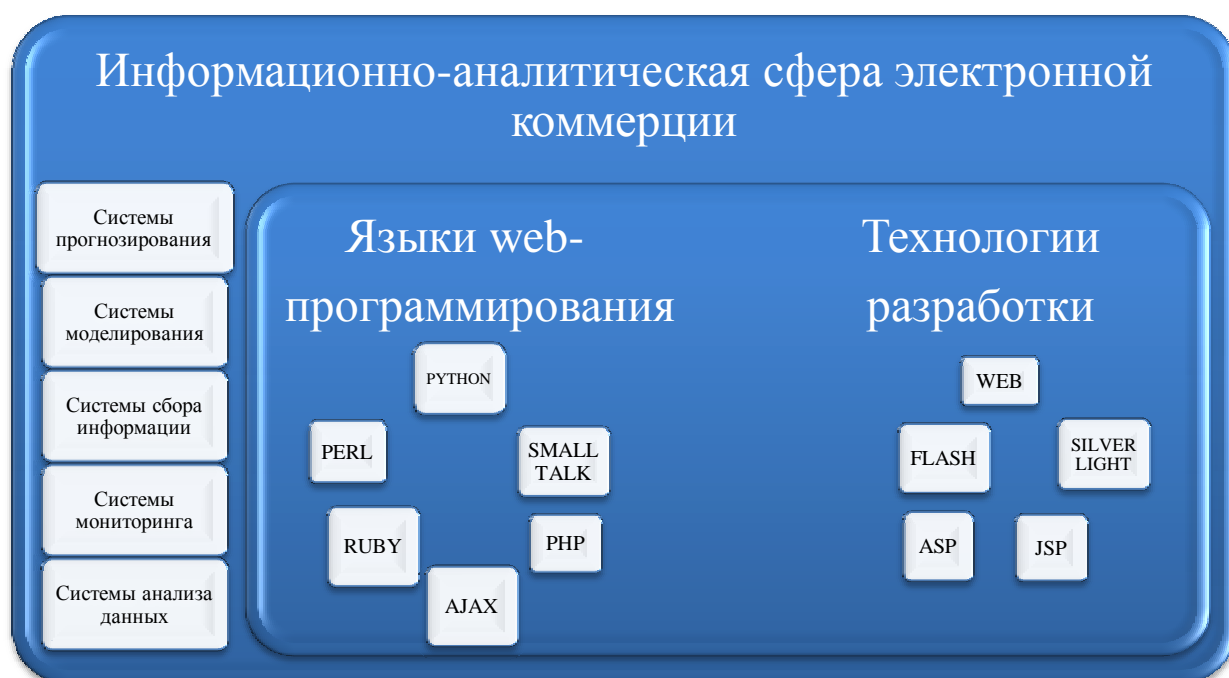 Информационно-аналитическая сфера электронной
коммерции
Системы
прогнозирования
Системы
моделирования
Системы сбора
информации
Системы
мониторинга
Системы анализа
данных
Языки web-
программирования
PYTHON
PERL
SMALL
TALK
RUBY
PHP
AJAX
Технологии
разработки
WEB
FLASH
SILVER
LIGHT
ASP
JSP